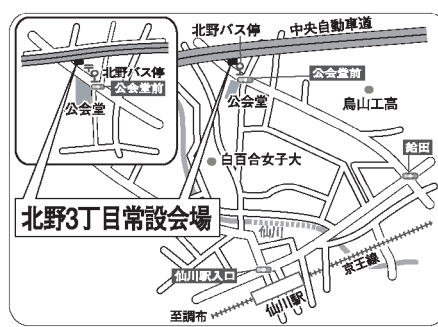 北野バス停
公会堂前
公会堂
北野バス停
中央自動車道
公会堂前
公会堂
烏山工高
白百合女子大
給田
北野3丁目常設会場
仙川
仙川駅入口
京王線
仙川駅
至調布